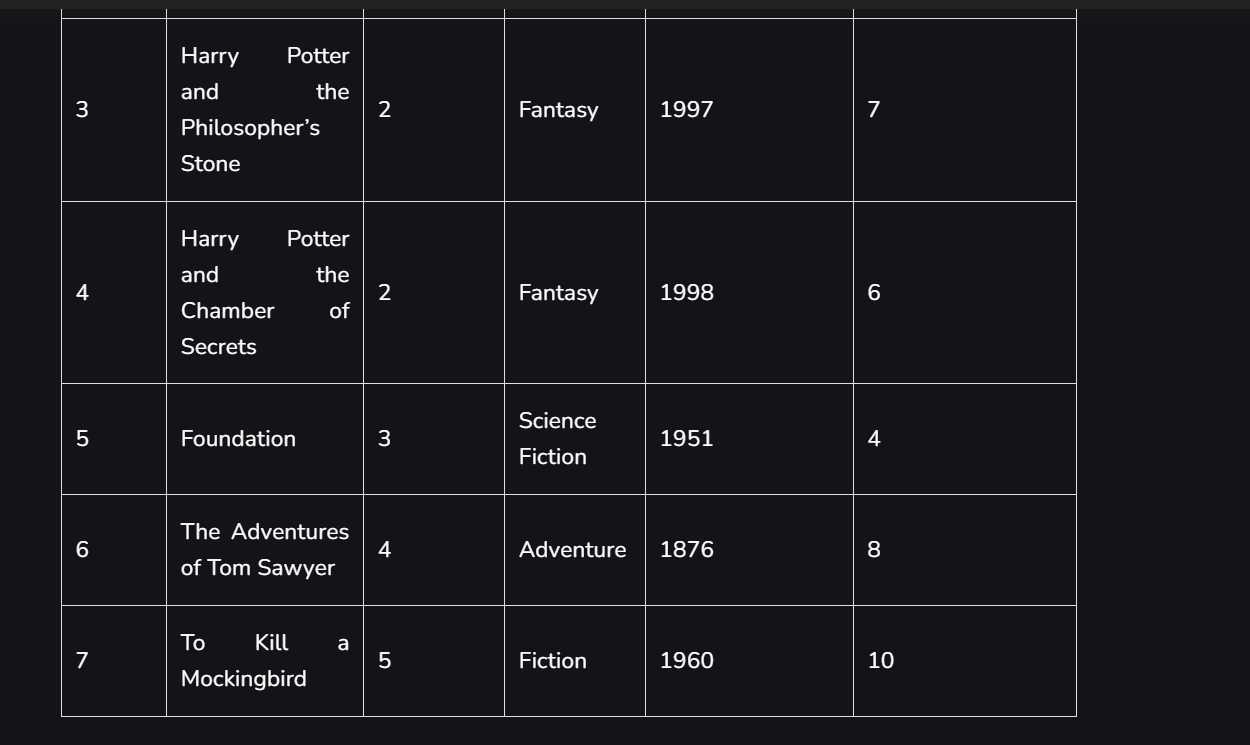 3
Harry Potter
and the
Philosopher’s
Stone
2
Fantasy
1997
7
4
Harry Potter
and the
Chamber of
Secrets
2
Fantasy
1998
6
5
Foundation
3
Science
Fiction
1951
4
6
The Adventures
of Tom Sawyer
4
Adventure
1876
8
7
To Kill a
Mockingbird
5
Fiction
1960
10